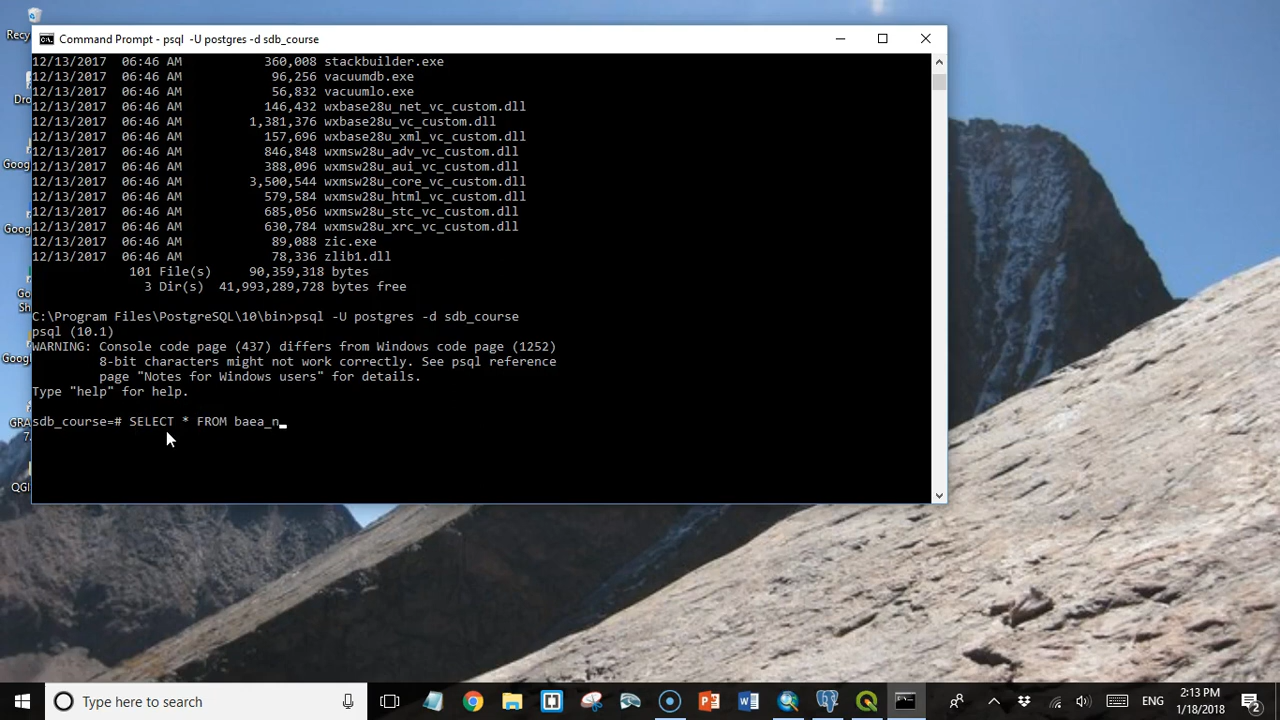 Recy
Command Prompt - psql  -U postgres -d sdb_course
12/13/2017  06:46 AM           360,008 stackbuilder.exe
12/13/2017  06:46 AM            96,256 vacuumdb.exe
12/13/2017  06:46 AM            56,832 vacuumlo.exe
12/13/2017  06:46 AM           146,432 wxbase28u_net_vc_custom.dll
12/13/2017  06:46 AM         1,381,376 wxbase28u_vc_custom.dll
12/13/2017  06:46 AM           157,696 wxbase28u_xml_vc_custom.dll
12/13/2017  06:46 AM           846,848 wxmsw28u_adv_vc_custom.dll
12/13/2017  06:46 AM           388,096 wxmsw28u_aui_vc_custom.dll
12/13/2017  06:46 AM         3,500,544 wxmsw28u_core_vc_custom.dll
12/13/2017  06:46 AM           579,584 wxmsw28u_html_vc_custom.dll
12/13/2017  06:46 AM           685,056 wxmsw28u_stc_vc_custom.dll
12/13/2017  06:46 AM           630,784 wxmsw28u_xrc_vc_custom.dll
12/13/2017  06:46 AM            89,088 zic.exe
12/13/2017  06:46 AM            78,336 zlib1.dll
101 File(s)     90,359,318 bytes
3 Dir(s)  41,993,289,728 bytes free
C:\Program Files\PostgreSQL\10\bin>psql -U postgres -d sdb_course
psql (10.1)
WARNING: Console code page (437) differs from Windows code page (1252)
8-bit characters might not work correctly. See psql reference
page "Notes for Windows users" for details.
Type "help" for help.
sdb_course=# SELECT * FROM baea_n
Dro
Goog
Goog
Go
Sh
Goog
GRA
7.
QGI
Type here to search
ENG
2:13 PM
1/18/2018
2